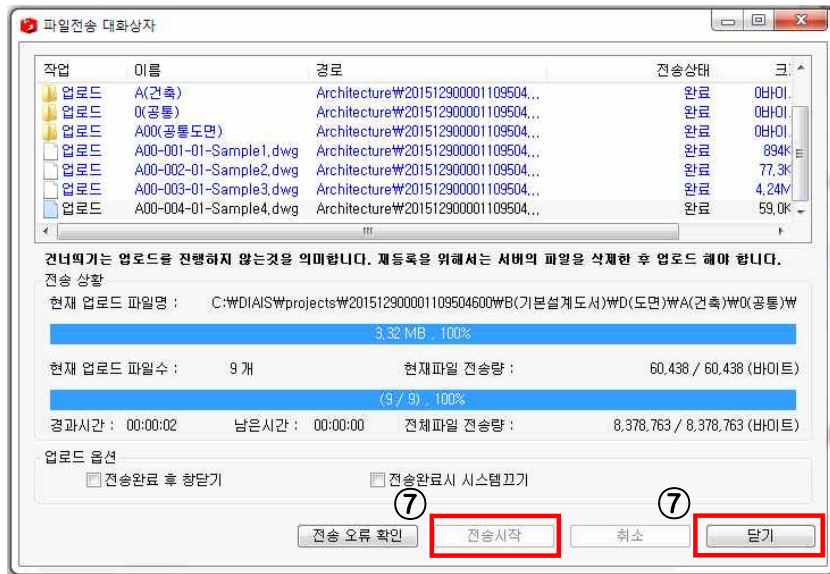 파일전송 대화상자
작업 이름 경로 전송상태 크
업로드 A(건축) Architecture₩201512900001109504... 완료 0바이
업로드 0(공통) Architecture₩201512900001109504... 완료 0바이
업로드 A00(공통도면) Architecture₩201512900001109504... 완료 0바이
업로드 A00-001-01-Sample1.dwg Architecture₩201512900001109504... 완료 894K
업로드 A00-002-01-Sample2.dwg Architecture₩201512900001109504... 완료 77.3K
업로드 A00-003-01-Sample3.dwg Architecture₩201512900001109504... 완료 4.24M
업로드 A00-004-01-Sample4.dwg Architecture₩201512900001109504... 완료 59.0K
건너띄기는 업로드를 진행하지 않는것을 의미합니다. 재등록을 위해서는 서버의 파일을 삭제한 후 업로드 해야 합니다.
전송 상황
현재 업로드 파일명 : C:₩DIAIS₩projects₩201512900001109504600₩B(기본설계도서)₩D(도면)₩A(건축)₩0(공통)₩
3.32 MB , 100%
현재 업로드 파일수 : 9 개 현재파일 전송량 : 60,438 / 60,438 (바이트)
(9 / 9) , 100%
경과시간 : 00:00:02 남은시간 : 00:00:00 전체파일 전송량 : 8,378,763 / 8,378,763 (바이트)
업로드 옵션
전송완료 후 창닫기 전송완료시 시스템끄기
⑦ ⑦
전송 오류 확인 전송시작 취소 닫기